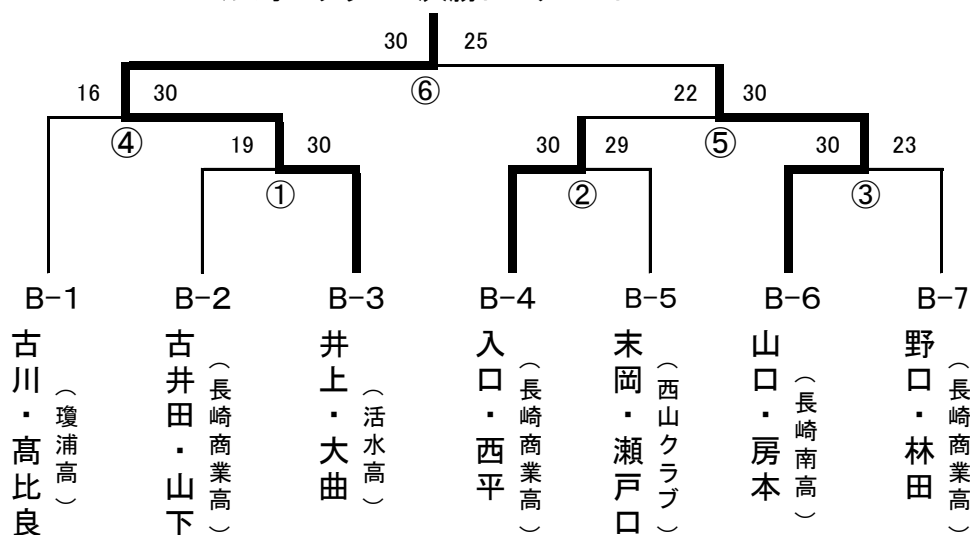 30 25
⑥
16 30 22 30
④ ⑤
19 30 30 29 30 23
① ② ③
B-1 B-2 B-3 B-4 B-5 B-6 B-7
古川・髙比良
（瓊浦高）
古井田・山下
（長崎商業高）
井上・大曲
（活水高）
入口・西平
（長崎商業高）
末岡・瀬戸口
（西山クラブ）
山口・房本
（長崎南高）
野口・林田
（長崎商業高）